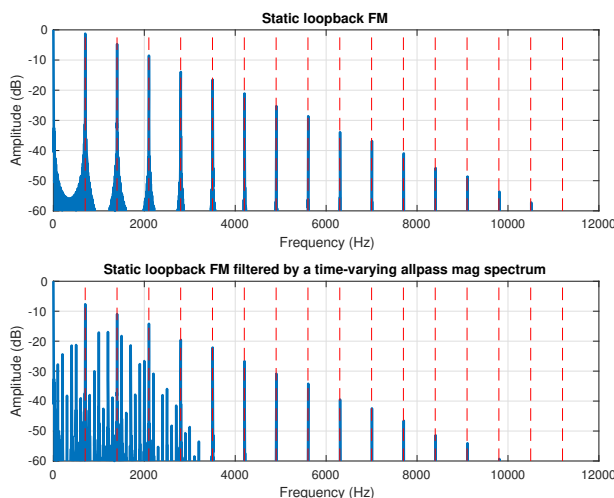 Static loopback FM
Amplitude (dB)
0
-10
-20
-30
-40
-50
-60
0 2000 4000 6000 8000 10000 12000
Frequency (Hz)
Static loopback FM filtered by a time-varying allpass mag spectrum
Amplitude (dB)
0
-10
-20
-30
-40
-50
-60
0 2000 4000 6000 8000 10000 12000
Frequency (Hz)